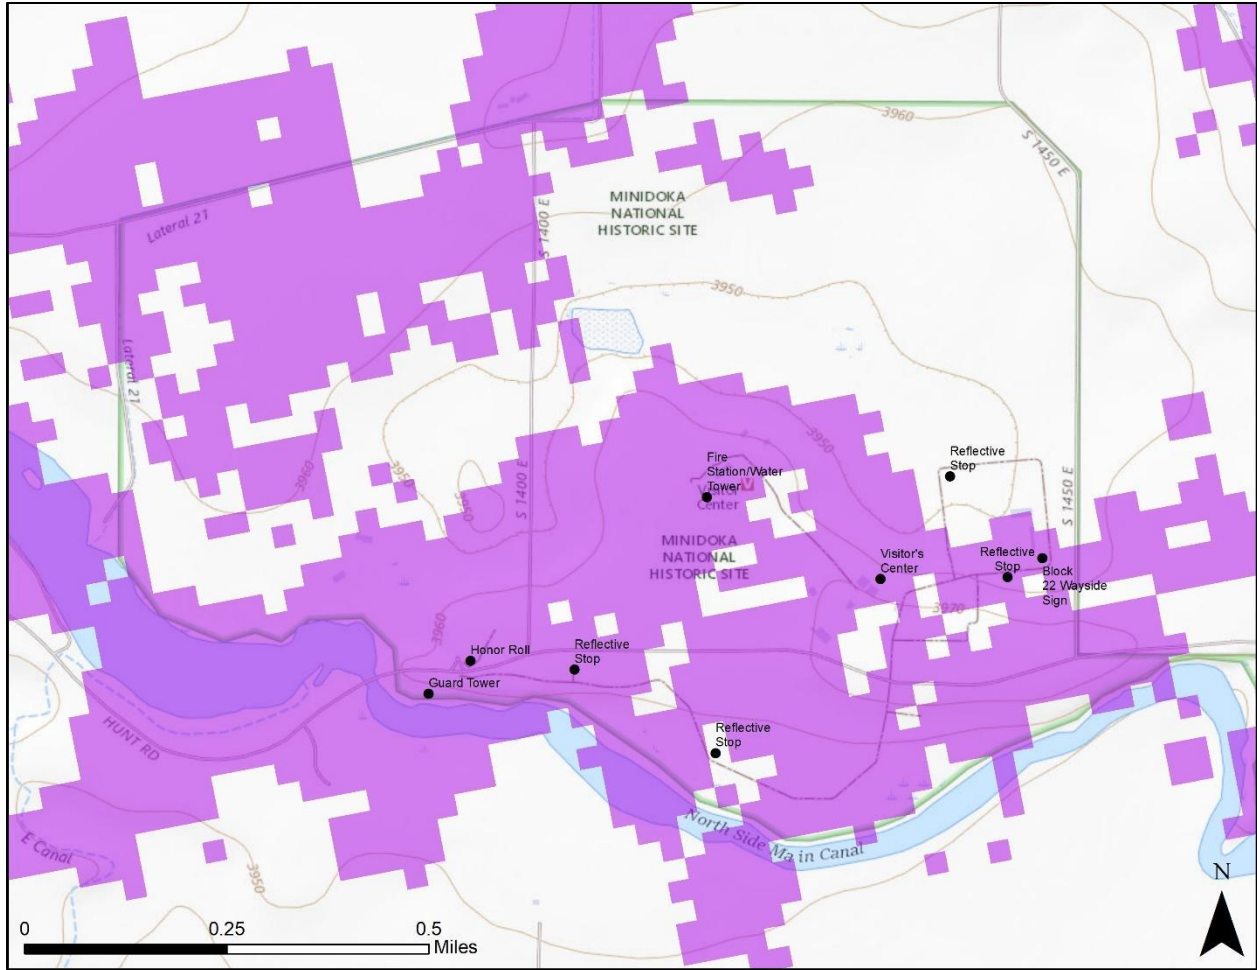 3960
S 1450 E
MINIDOKA
NATIONAL
HISTORIC SITE
Lateral 21
S 1400 E
3950
Lateral 21
3950
Reflective
Stop
Fire
Station/Water
Tower
V
Visitor
Center
3960
3950
3950
S 1400 E
S 1450 E
MINIDOKA
NATIONAL
HISTORIC SITE
Visitor's
Center
Reflective
Stop
Block
22 Wayside
Sign
3970
3960
Honor Roll
Reflective
Stop
Guard Tower
HUNT RD
Reflective
Stop
North Side Main Canal
E Canal
3950
N
0 0.25 0.5
Miles